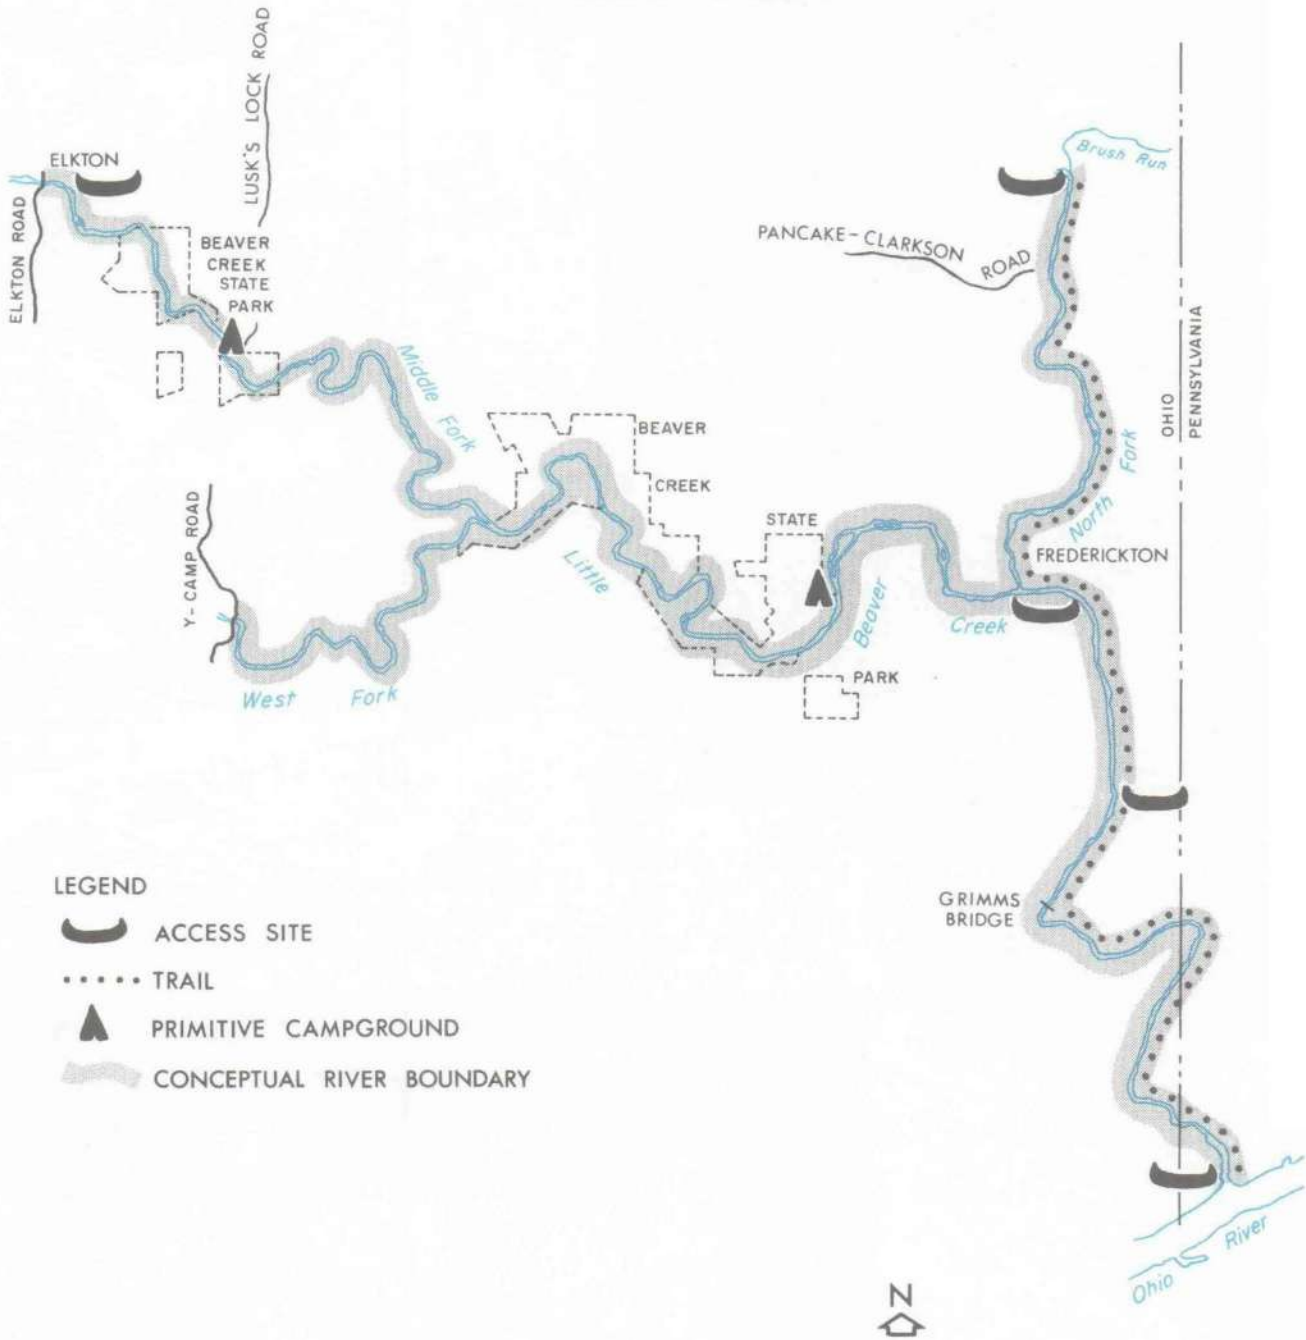 LUSK'S LOCK ROAD
ELKTON
ELKTON ROAD
BEAVER
CREEK
STATE
PARK
Brush Run
PANCAKE-CLARKSON
ROAD
OHIO
PENNSYLVANIA
Middle Fork
BEAVER
CREEK
STATE
PARK
North Fork
Y-CAMP ROAD
FREDERICKTON
Little Beaver Creek
West Fork
GRIMMS
BRIDGE
LEGEND
ACCESS SITE
TRAIL
PRIMITIVE CAMPGROUND
CONCEPTUAL RIVER BOUNDARY
Ohio River
N